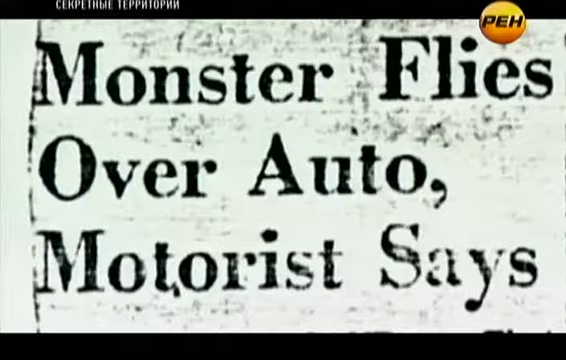 СЕКРЕТНЫЕ ТЕРРИТОРИИ
РЕН
Monster Flies
Over Auto,
Motorist Says